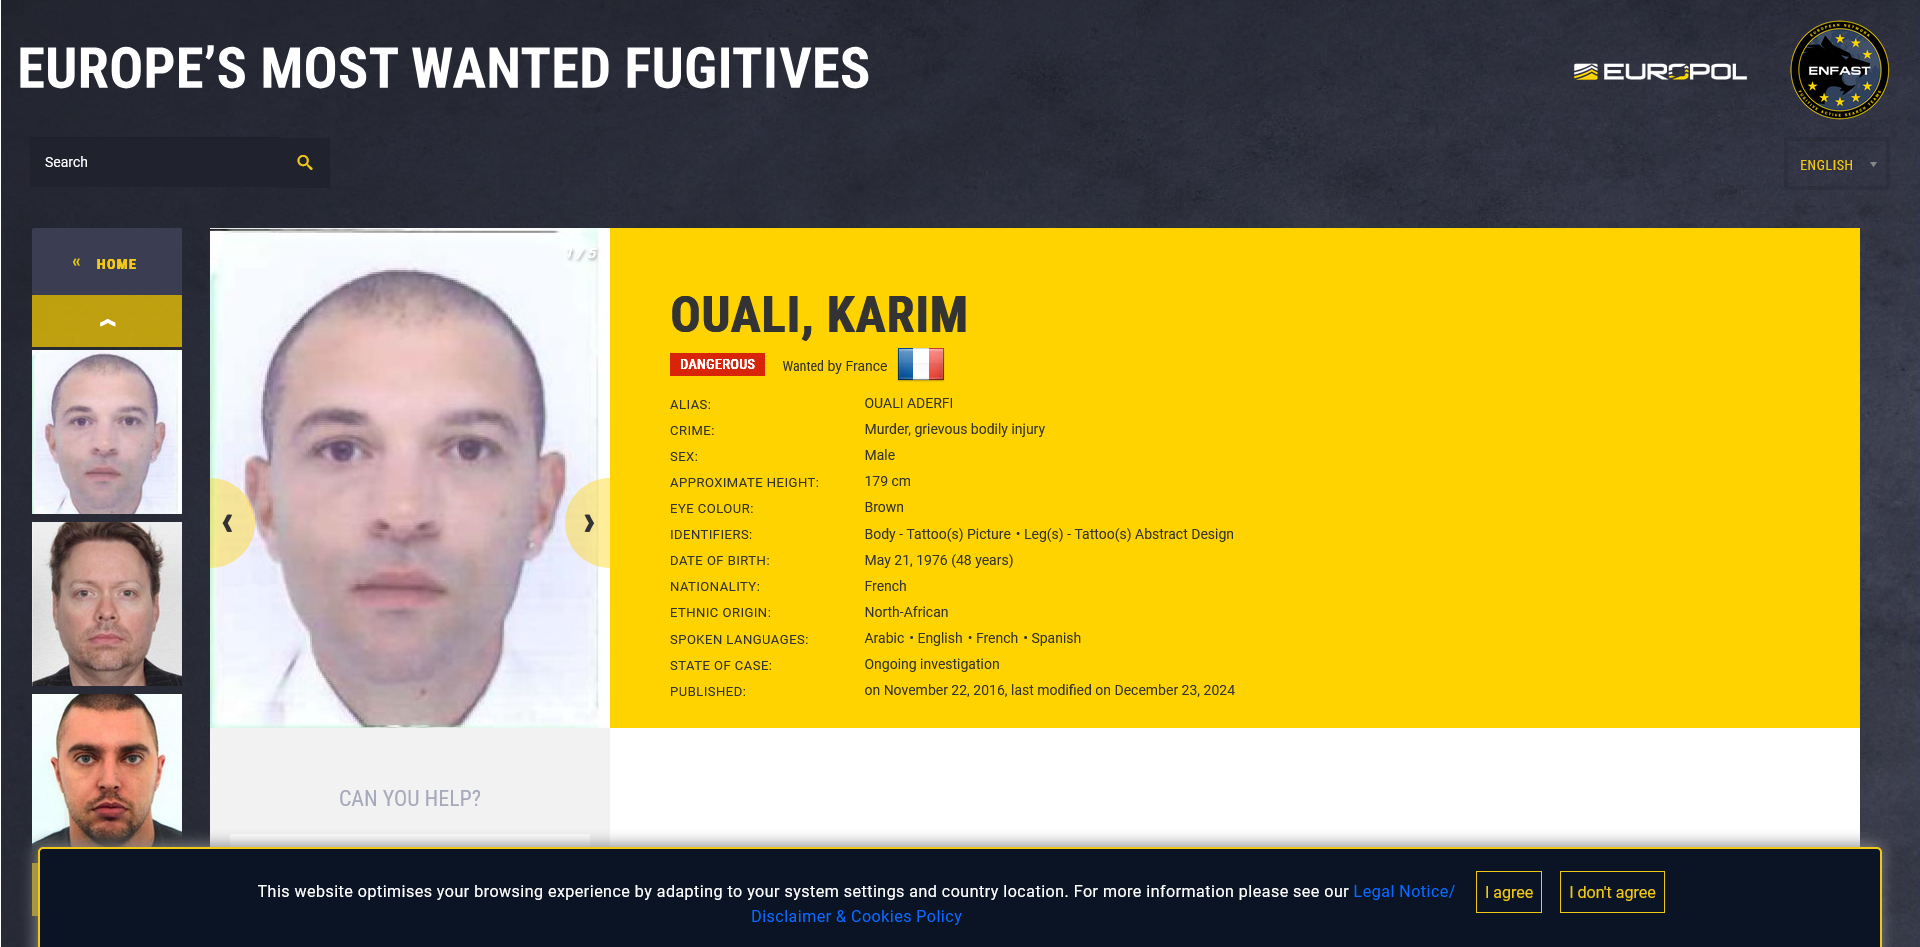 EUROPE’S MOST WANTED FUGITIVES
EUROPOL
ENFAST
Search
ENGLISH
« HOME
1 / 5
OUALI, KARIM
DANGEROUS Wanted by France
ALIAS: OUALI ADERFI
CRIME: Murder, grievous bodily injury
SEX: Male
APPROXIMATE HEIGHT: 179 cm
EYE COLOUR: Brown
IDENTIFIERS: Body - Tattoo(s) Picture • Leg(s) - Tattoo(s) Abstract Design
DATE OF BIRTH: May 21, 1976 (48 years)
NATIONALITY: French
ETHNIC ORIGIN: North-African
SPOKEN LANGUAGES: Arabic • English • French • Spanish
STATE OF CASE: Ongoing investigation
PUBLISHED: on November 22, 2016, last modified on December 23, 2024
CAN YOU HELP?
This website optimises your browsing experience by adapting to your system settings and country location. For more information please see our Legal Notice/
Disclaimer & Cookies Policy
I agree
I don't agree